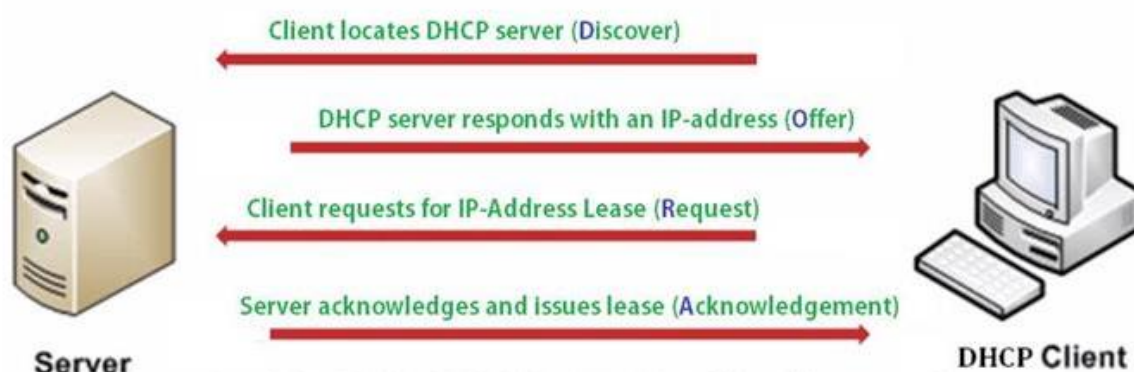 Client locates DHCP server (Discover)
DHCP server responds with an IP-address (Offer)
Client requests for IP-Address Lease (Request)
Server acknowledges and issues lease (Acknowledgement)
Server
DHCP Client